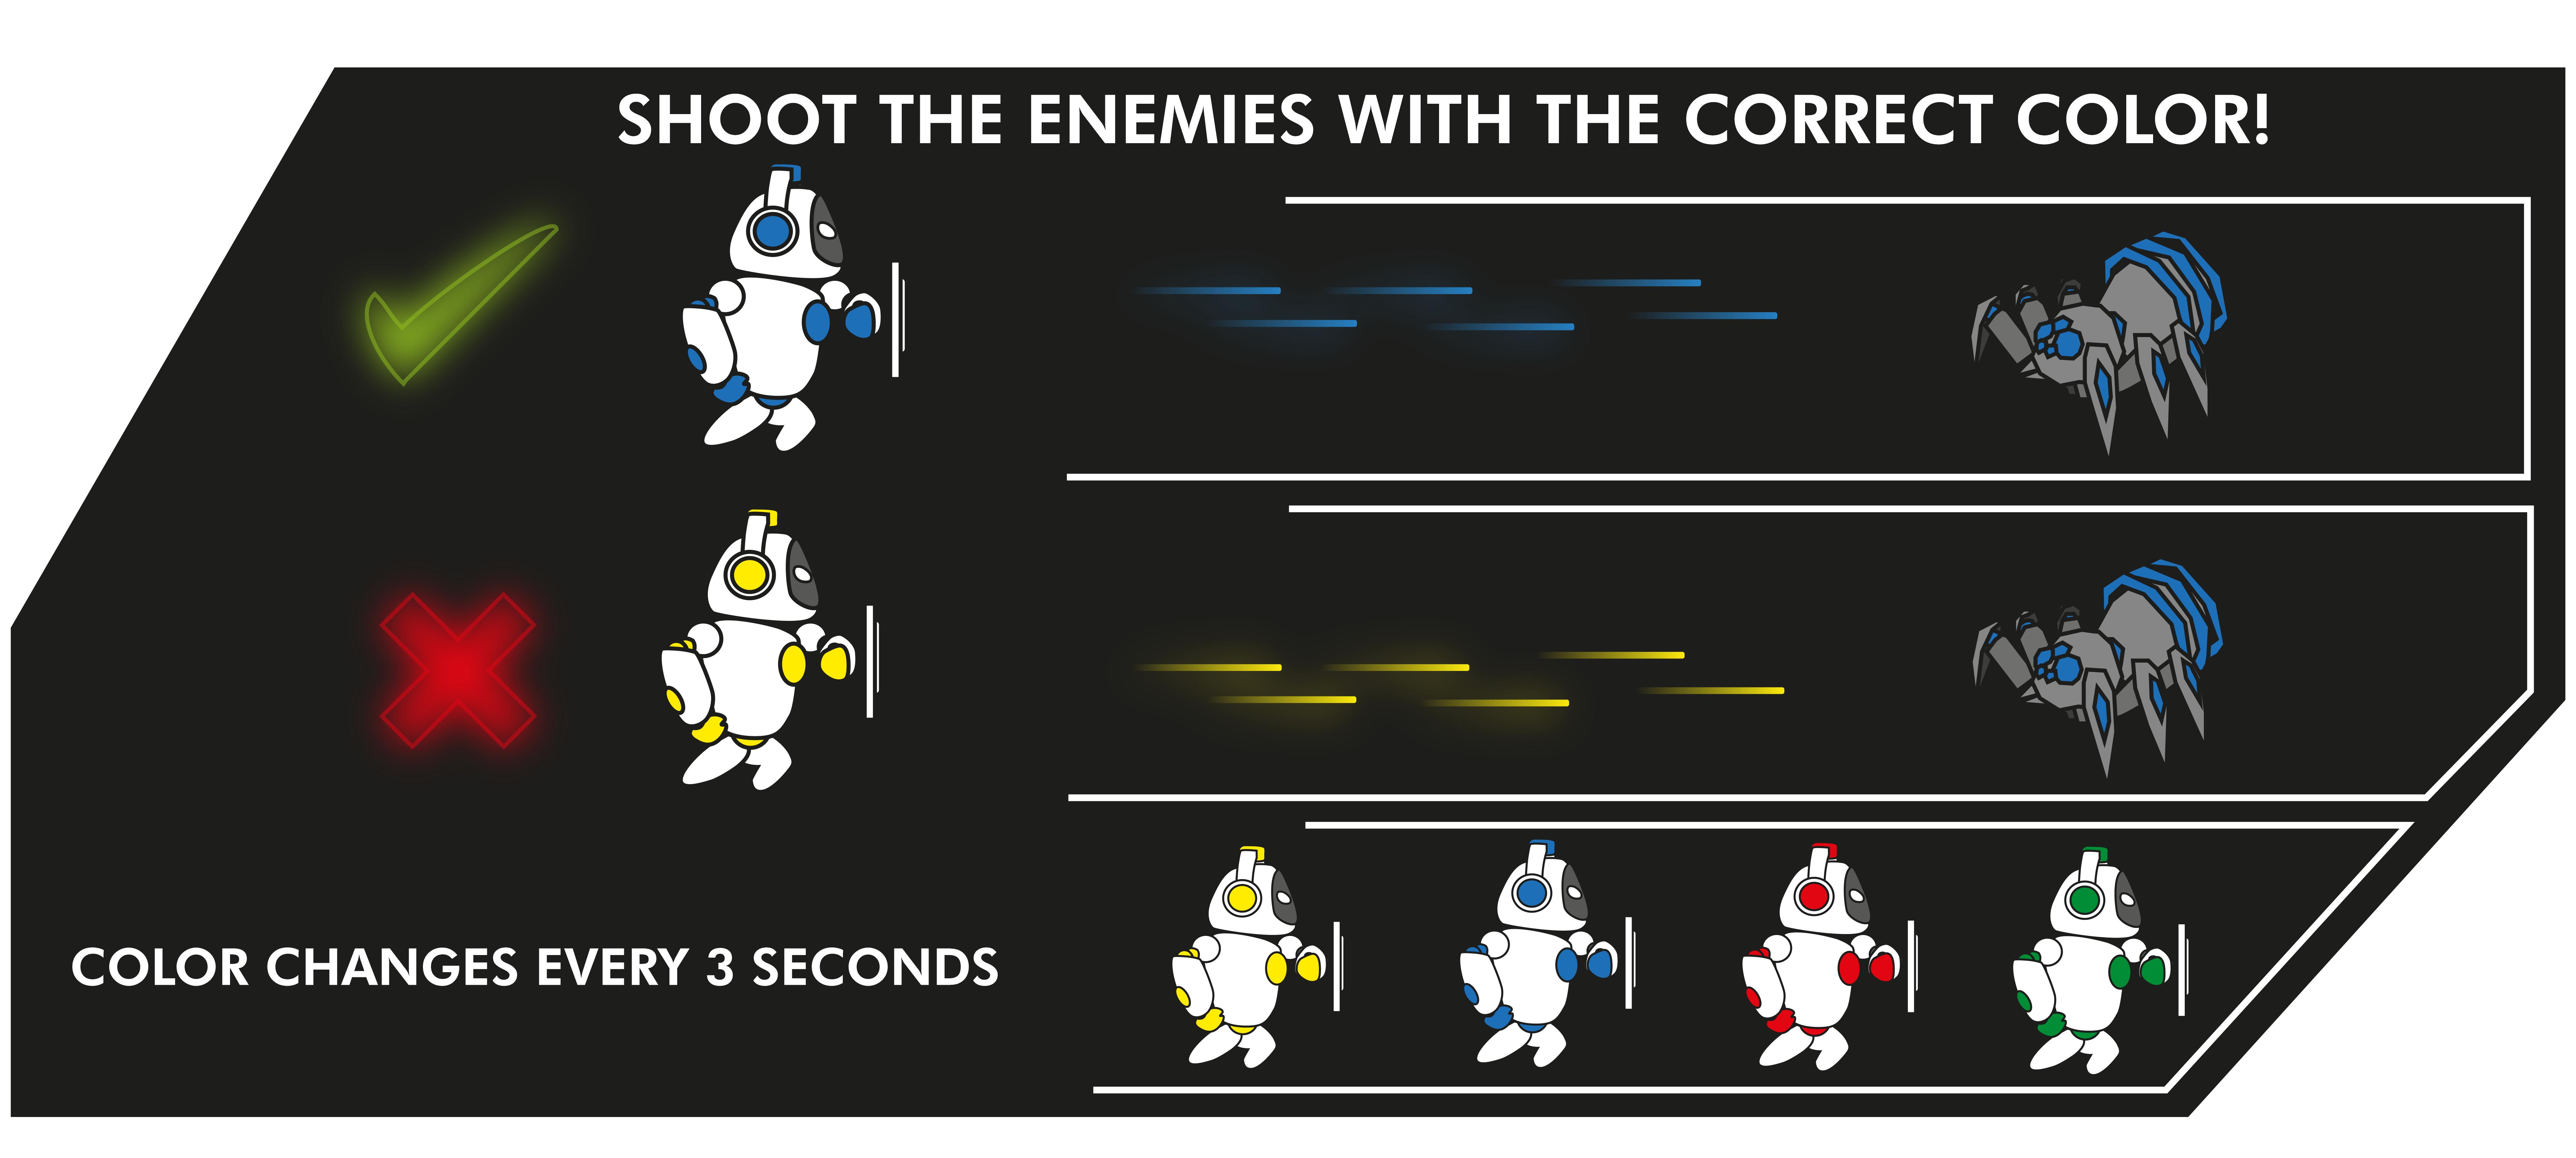 SHOOT THE ENEMIES WITH THE CORRECT COLOR!
COLOR CHANGES EVERY 3 SECONDS